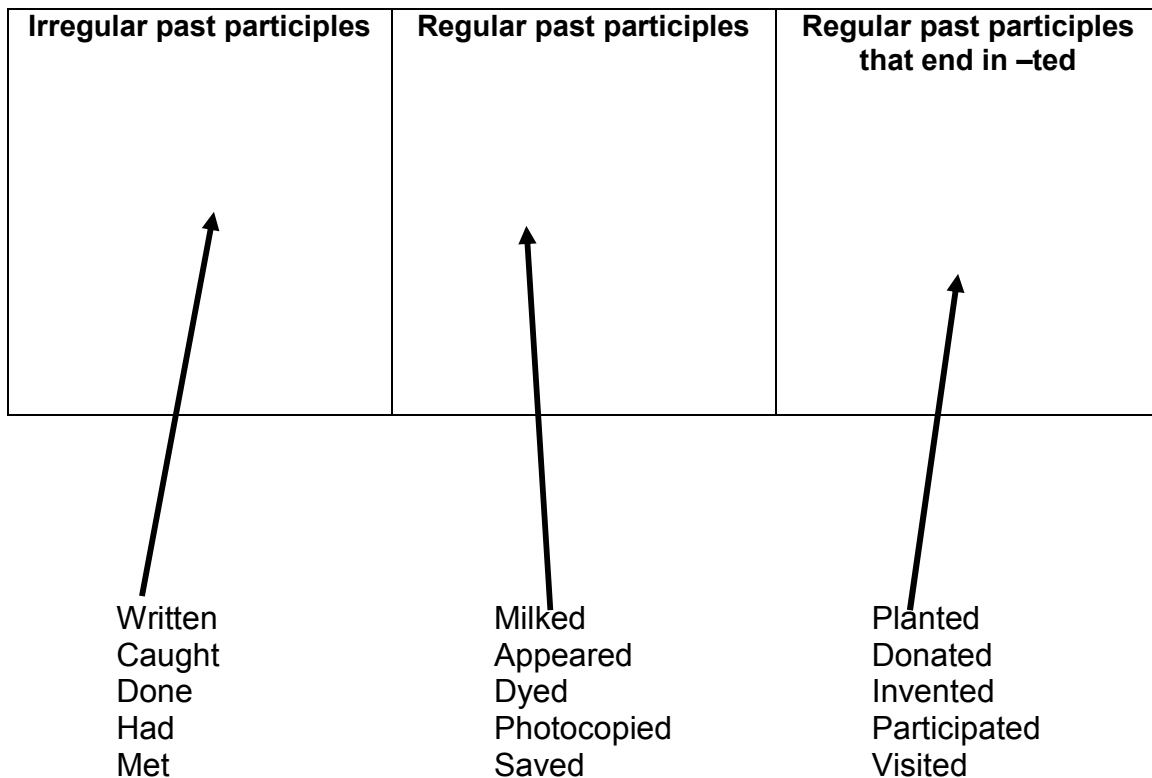 Irregular past participles
Regular past participles
Regular past participles
that end in –ted
Written
Caught
Done
Had
Met
Milked
Appeared
Dyed
Photocopied
Saved
Planted
Donated
Invented
Participated
Visited